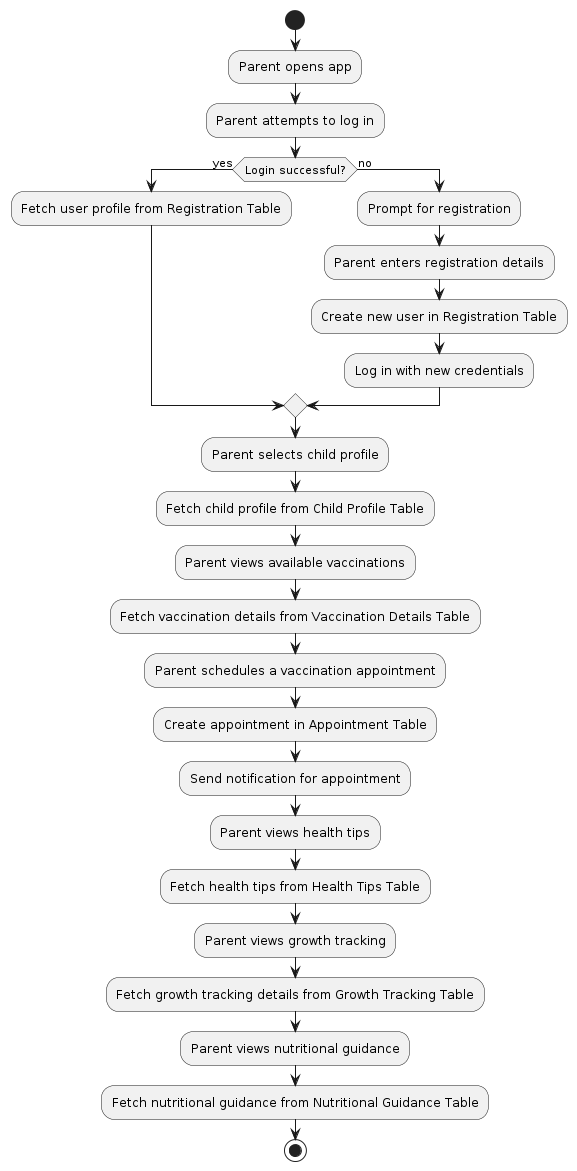 Parent opens app
Parent attempts to log in
yes
Login successful?
no
Fetch user profile from Registration Table
Prompt for registration
Parent enters registration details
Create new user in Registration Table
Log in with new credentials
Parent selects child profile
Fetch child profile from Child Profile Table
Parent views available vaccinations
Fetch vaccination details from Vaccination Details Table
Parent schedules a vaccination appointment
Create appointment in Appointment Table
Send notification for appointment
Parent views health tips
Fetch health tips from Health Tips Table
Parent views growth tracking
Fetch growth tracking details from Growth Tracking Table
Parent views nutritional guidance
Fetch nutritional guidance from Nutritional Guidance Table